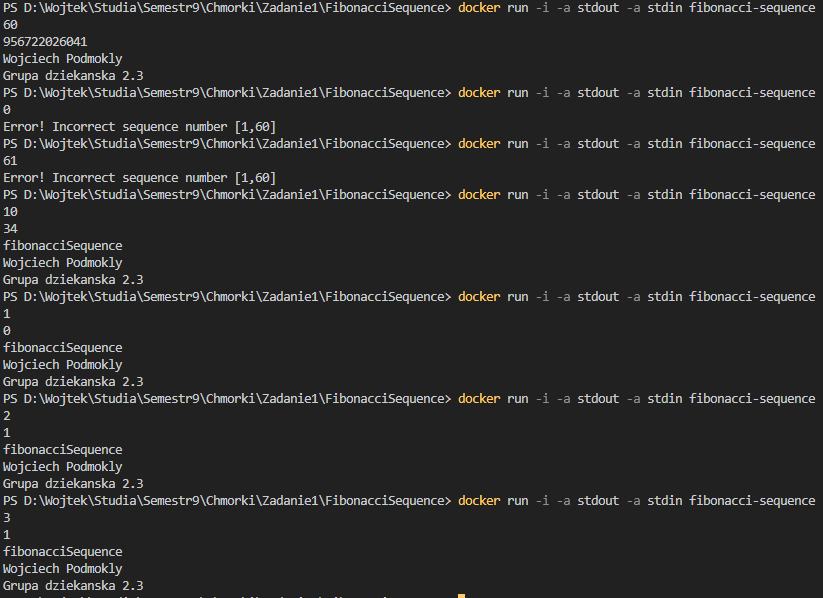 PS D:\Wojtek\Studia\Semestr9\Chmorki\Zadanie1\FibonacciSequence> docker run -i -a stdout -a stdin fibonacci-sequence
60
956722026041
Wojciech Podmokly
Grupa dziekanska 2.3
PS D:\Wojtek\Studia\Semestr9\Chmorki\Zadanie1\FibonacciSequence> docker run -i -a stdout -a stdin fibonacci-sequence
0
Error! Incorrect sequence number [1,60]
PS D:\Wojtek\Studia\Semestr9\Chmorki\Zadanie1\FibonacciSequence> docker run -i -a stdout -a stdin fibonacci-sequence
61
Error! Incorrect sequence number [1,60]
PS D:\Wojtek\Studia\Semestr9\Chmorki\Zadanie1\FibonacciSequence> docker run -i -a stdout -a stdin fibonacci-sequence
10
34
fibonacciSequence
Wojciech Podmokly
Grupa dziekanska 2.3
PS D:\Wojtek\Studia\Semestr9\Chmorki\Zadanie1\FibonacciSequence> docker run -i -a stdout -a stdin fibonacci-sequence
1
0
fibonacciSequence
Wojciech Podmokly
Grupa dziekanska 2.3
PS D:\Wojtek\Studia\Semestr9\Chmorki\Zadanie1\FibonacciSequence> docker run -i -a stdout -a stdin fibonacci-sequence
2
1
fibonacciSequence
Wojciech Podmokly
Grupa dziekanska 2.3
PS D:\Wojtek\Studia\Semestr9\Chmorki\Zadanie1\FibonacciSequence> docker run -i -a stdout -a stdin fibonacci-sequence
3
1
fibonacciSequence
Wojciech Podmokly
Grupa dziekanska 2.3